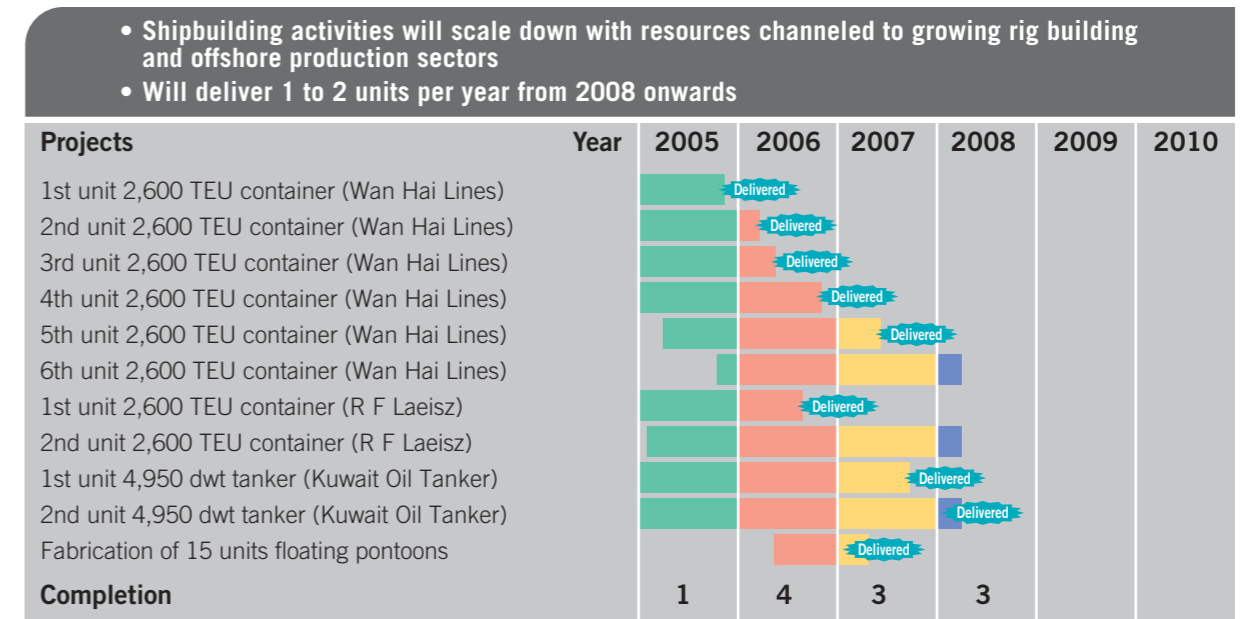 • Shipbuilding activities will scale down with resources channeled to growing rig building
and offshore production sectors
• Will deliver 1 to 2 units per year from 2008 onwards
Projects Year 2005 2006 2007 2008 2009 2010
1st unit 2,600 TEU container (Wan Hai Lines) Delivered
2nd unit 2,600 TEU container (Wan Hai Lines) Delivered
3rd unit 2,600 TEU container (Wan Hai Lines) Delivered
4th unit 2,600 TEU container (Wan Hai Lines) Delivered
5th unit 2,600 TEU container (Wan Hai Lines) Delivered
6th unit 2,600 TEU container (Wan Hai Lines)
1st unit 2,600 TEU container (R F Laeisz) Delivered
2nd unit 2,600 TEU container (R F Laeisz)
1st unit 4,950 dwt tanker (Kuwait Oil Tanker) Delivered
2nd unit 4,950 dwt tanker (Kuwait Oil Tanker) Delivered
Fabrication of 15 units floating pontoons Delivered
Completion 1 4 3 3